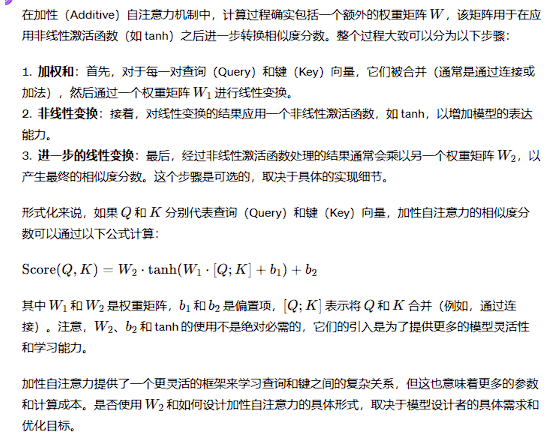 在加性（Additive）自注意力机制中，计算过程确实包括一个额外的权重矩阵 W，该矩阵用于在应
用非线性激活函数（如 tanh）之后进一步转换相似度分数。整个过程大致可以分为以下步骤：
1. 加权和：首先，对于每一对查询（Query）和键（Key）向量，它们被合并（通常是通过连接或
加法），然后通过一个权重矩阵 W₁ 进行线性变换。
2. 非线性变换：接着，对线性变换的结果应用一个非线性激活函数，如 tanh，以增加模型的表达
能力。
3. 进一步的线性变换：最后，经过非线性激活函数处理的结果通常会乘以另一个权重矩阵 W₂，以
产生最终的相似度分数。这个步骤是可选的，取决于具体的实现细节。
形式化来说，如果 Q 和 K 分别代表查询（Query）和键（Key）向量，加性自注意力的相似度分
数可以通过以下公式计算：
Score(Q, K) = W₂ · tanh(W₁ · [Q; K] + b₁) + b₂
其中 W₁ 和 W₂ 是权重矩阵，b₁ 和 b₂ 是偏置项，[Q; K] 表示将 Q 和 K 合并（例如，通过连
接）。注意，W₂、b₂ 和 tanh 的使用不是绝对必需的，它们的引入是为了提供更多的模型灵活性
和学习能力。
加性自注意力提供了一个更灵活的框架来学习查询和键之间的复杂关系，但这也意味着更多的参数
和计算成本。是否使用 W₂ 和如何设计加性自注意力的具体形式，取决于模型设计者的具体需求和
优化目标。